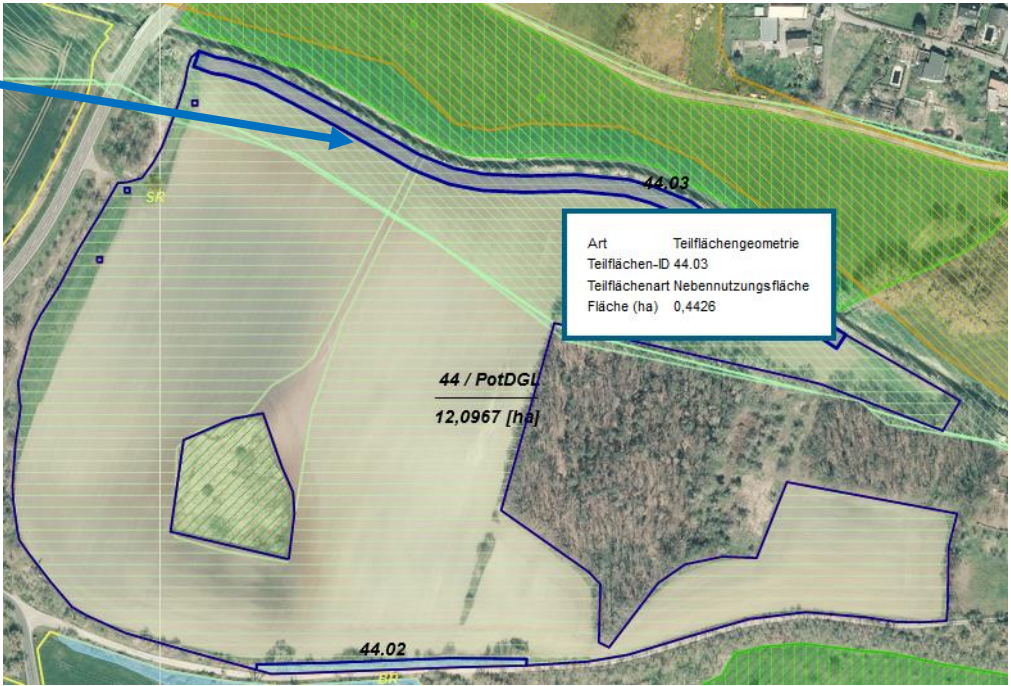 44.03
SR
Art Teilflächengeometrie
Teilflächen-ID 44.03
Teilflächenart Nebennutzungsfläche
Fläche (ha) 0,4426
44 / PotDGL
12,0967 [ha]
44.02
BR